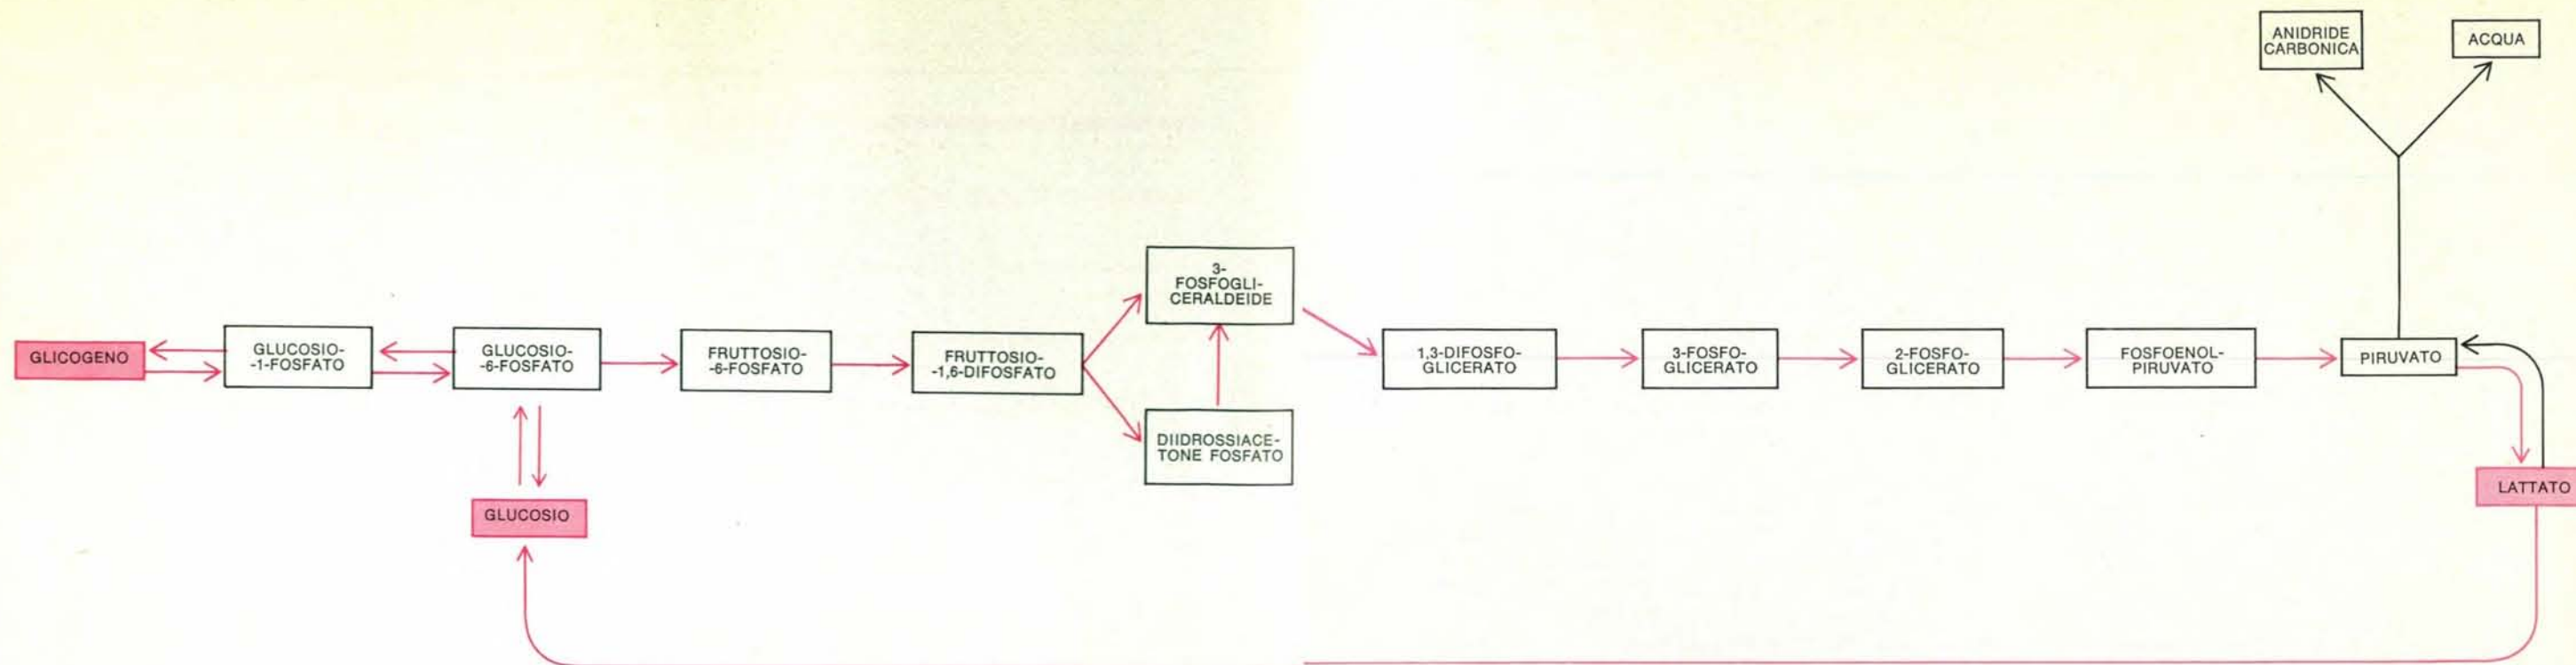 ANIDRIDE
CARBONICA
ACQUA
3-
FOSFOGLI-
CERALDEIDE
GLICOGENO
GLUCOSIO-
-1-FOSFATO
GLUCOSIO-
-6-FOSFATO
FRUTTOSIO-
-6-FOSFATO
FRUTTOSIO-
-1,6-DIFOSFATO
1,3-DIFOSFO-
GLICERATO
3-FOSFO-
GLICERATO
2-FOSFO-
GLICERATO
FOSFOENOL-
PIRUVATO
PIRUVATO
DIIDROSSIACE-
TONE FOSFATO
GLUCOSIO
LATTATO